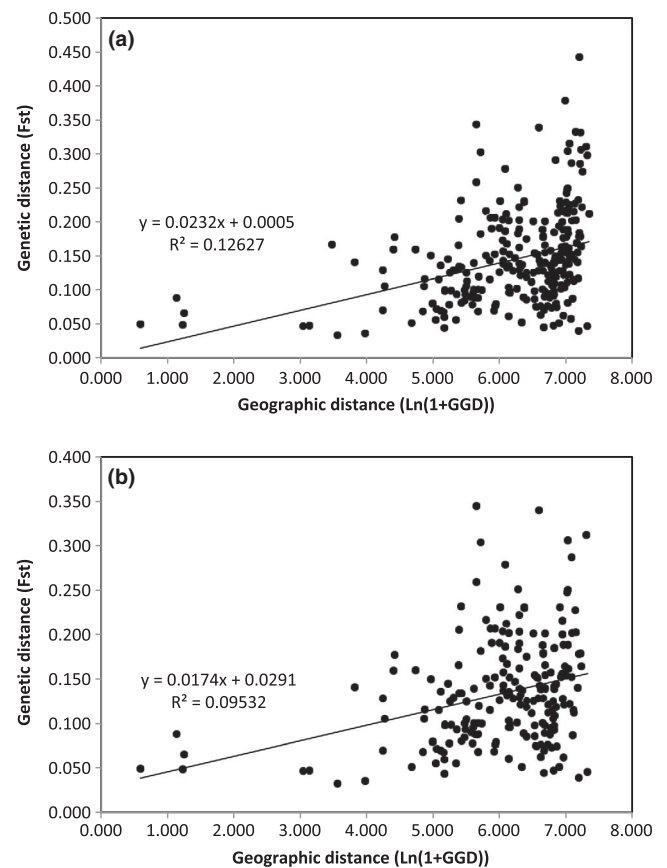 (a)
0.500
0.450
0.400
0.350
0.300
0.250
0.200
0.150
0.100
0.050
0.000
Genetic distance (Fst)
y = 0.0232x + 0.0005
R² = 0.12627
0.000 1.000 2.000 3.000 4.000 5.000 6.000 7.000 8.000
Geographic distance (Ln(1+GGD))
(b)
0.400
0.350
0.300
0.250
0.200
0.150
0.100
0.050
0.000
Genetic distance (Fst)
y = 0.0174x + 0.0291
R² = 0.09532
0.000 1.000 2.000 3.000 4.000 5.000 6.000 7.000 8.000
Geographic distance (Ln(1+GGD))